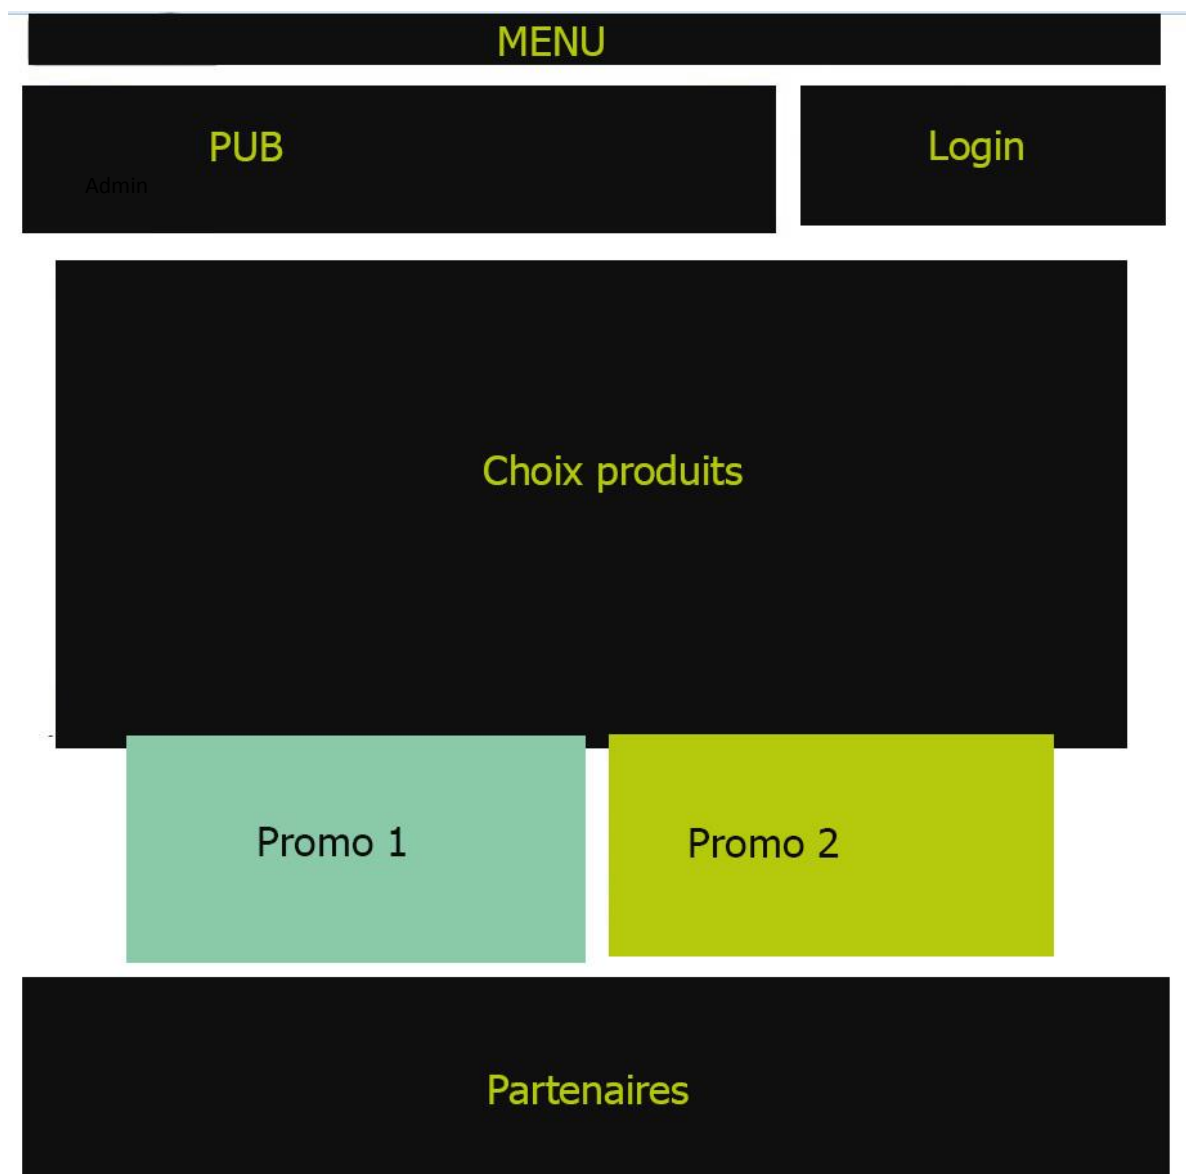 MENU
PUB
Login
Admin
Choix produits
Promo 1
Promo 2
Partenaires